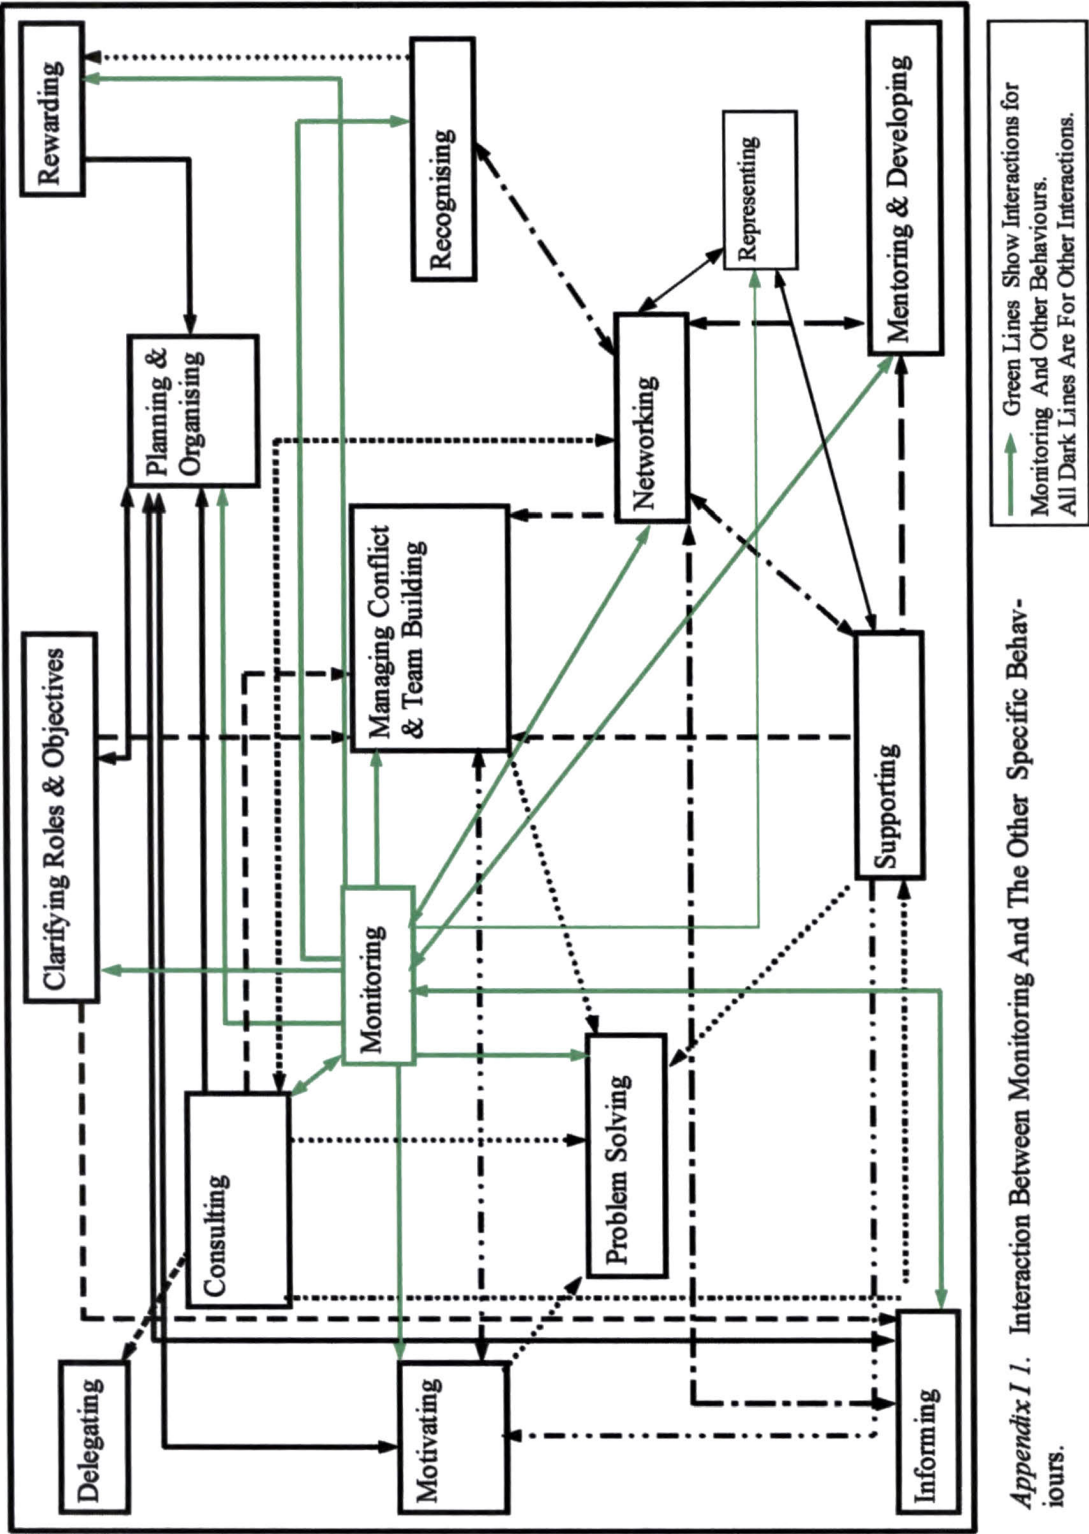 Delegating
Clarifying Roles & Objectives
Rewarding
Planning &
Organising
Consulting
Monitoring
Managing Conflict
& Team Building
Motivating
Recognising
Problem Solving
Networking
Representing
Supporting
Mentoring & Developing
Informing
Green Lines Show Interactions for
Monitoring And Other Behaviours.
All Dark Lines Are For Other Interactions.
Appendix I 1. Interaction Between Monitoring And The Other Specific Behav-
iours.